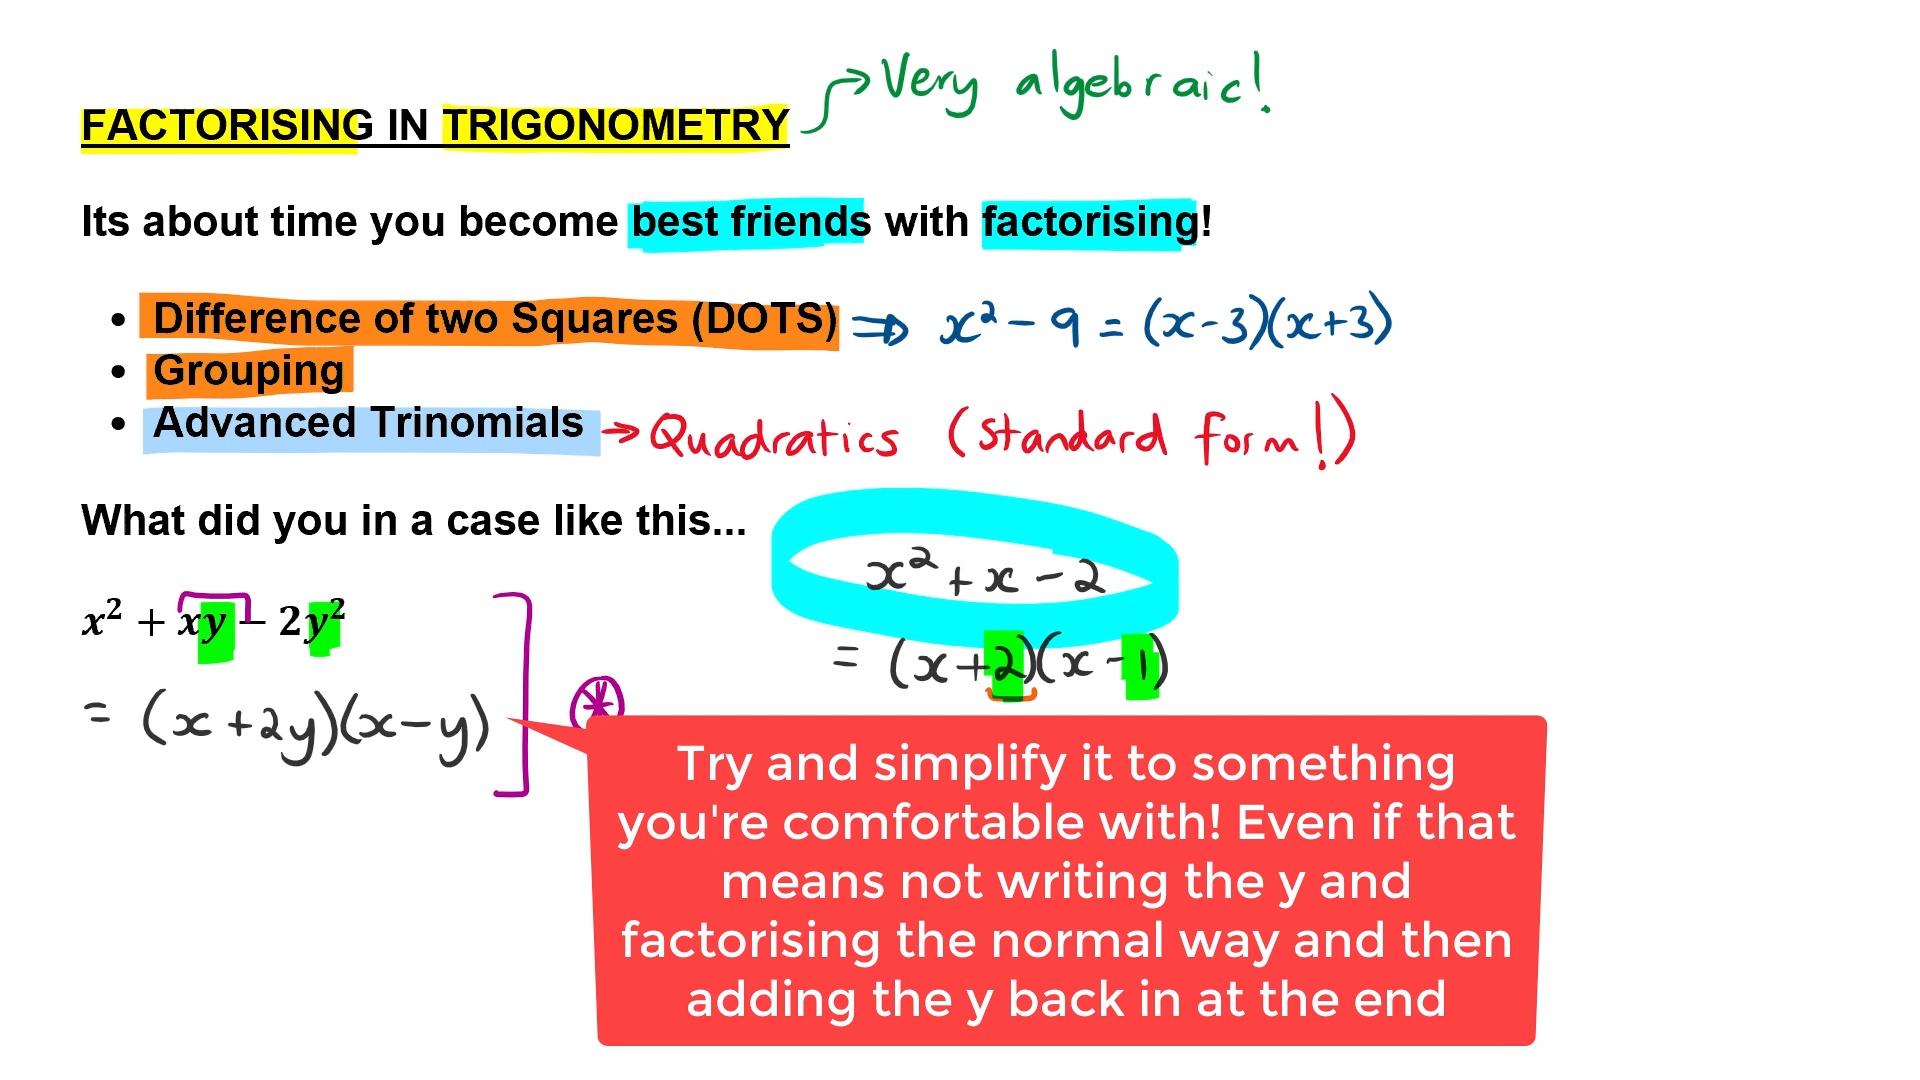 Very algebraic!
FACTORISING IN TRIGONOMETRY
Its about time you become best friends with factorising!
• Difference of two Squares (DOTS) ⇒ x² - 9 = (x-3)(x+3)
• Grouping
• Advanced Trinomials → Quadratics (standard form!)
What did you in a case like this...
x² + x - 2
= (x+2)(x-1)
x² + xy - 2y²
= (x+2y)(x-y)
Try and simplify it to something
you're comfortable with! Even if that
means not writing the y and
factorising the normal way and then
adding the y back in at the end